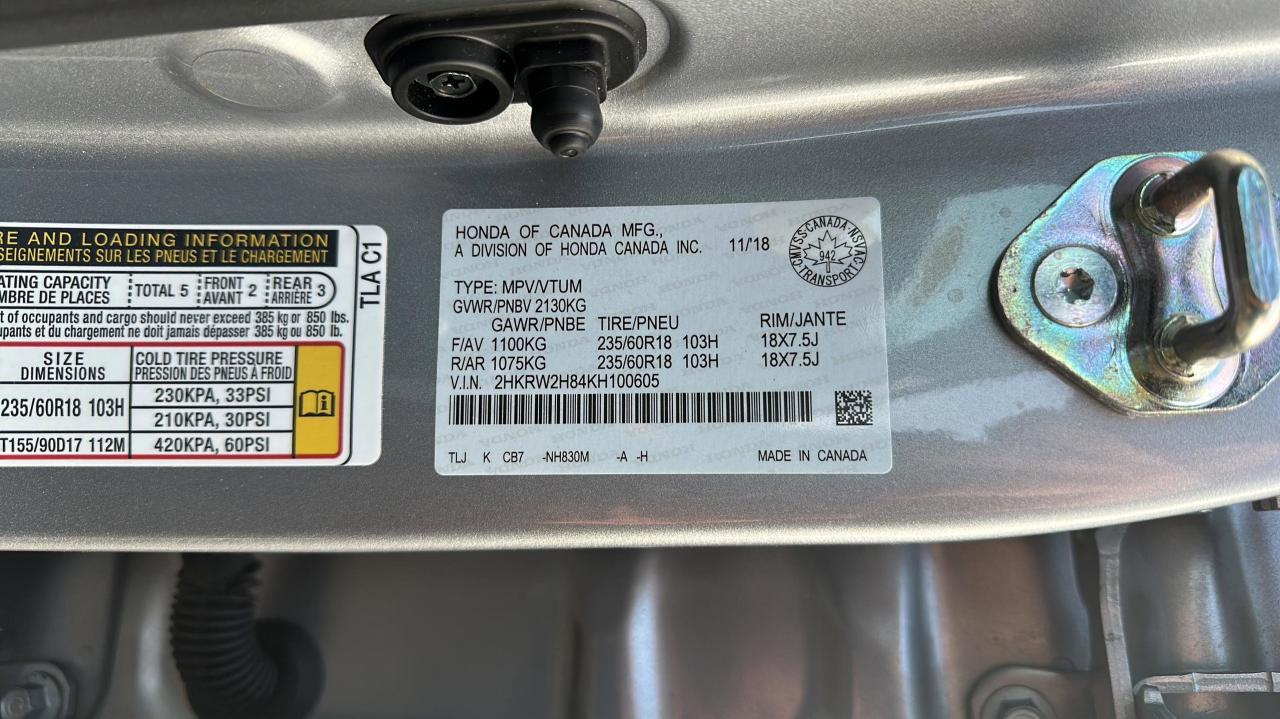 RE AND LOADING INFORMATION
SEIGNEMENTS SUR LES PNEUS ET LE CHARGEMENT
ATING CAPACITY
MBRE DE PLACES
TOTAL 5
FRONT
AVANT 2
REAR
ARRIÈRE 3
t of occupants and cargo should never exceed 385 kg or 850 lbs.
upants et du chargement ne doit jamais dépasser 385 kg ou 850 lb.
SIZE
DIMENSIONS
COLD TIRE PRESSURE
PRESSION DES PNEUS À FROID
235/60R18 103H
230KPA, 33PSI
210KPA, 30PSI
T155/90D17 112M
420KPA, 60PSI
TLA C1
HONDA OF CANADA MFG.,
A DIVISION OF HONDA CANADA INC. 11/18
CMVSS-CANADA-NSVAC
942
TRANSPORT
TYPE: MPV/VTUM
GVWR/PNBV 2130KG
GAWR/PNBE TIRE/PNEU RIM/JANTE
F/AV 1100KG 235/60R18 103H 18X7.5J
R/AR 1075KG 235/60R18 103H 18X7.5J
V.I.N. 2HKRW2H84KH100605
TLJ K CB7 -NH830M -A -H MADE IN CANADA